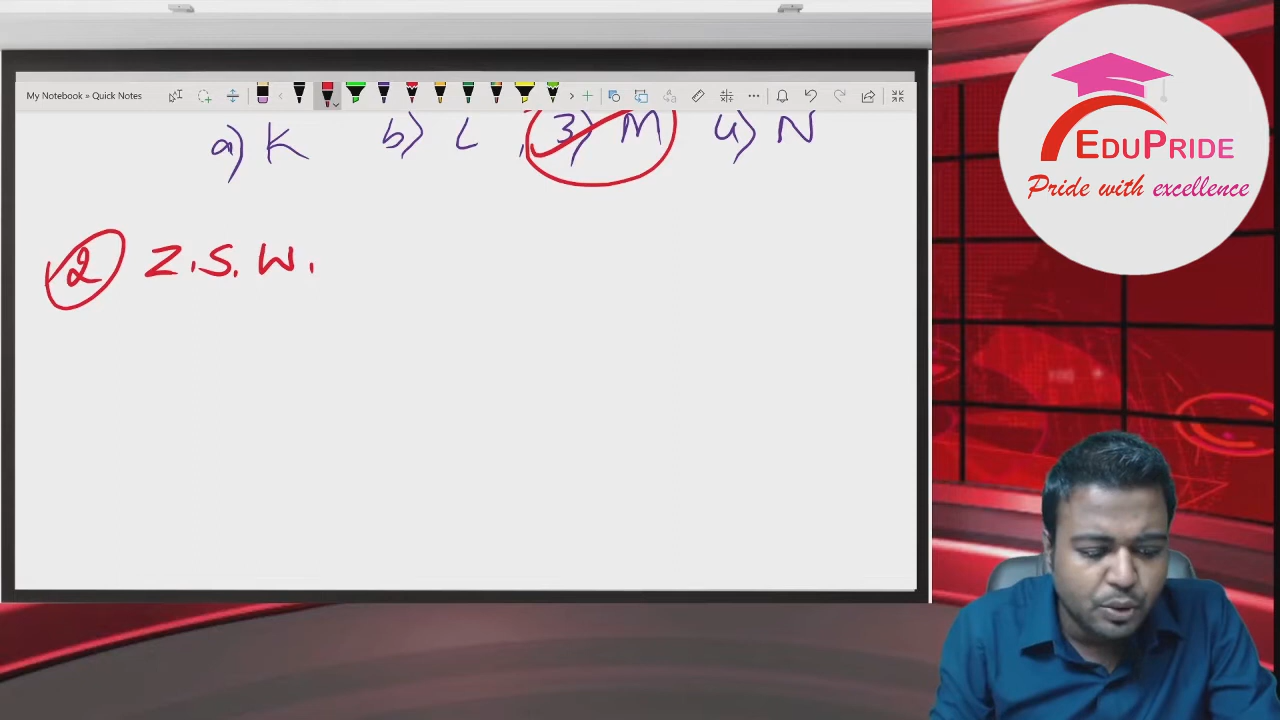 My Notebook » Quick Notes
a) K b) L 3) M 4) N
2 Z.S.W.
EDUPRIDE
Pride with excellence